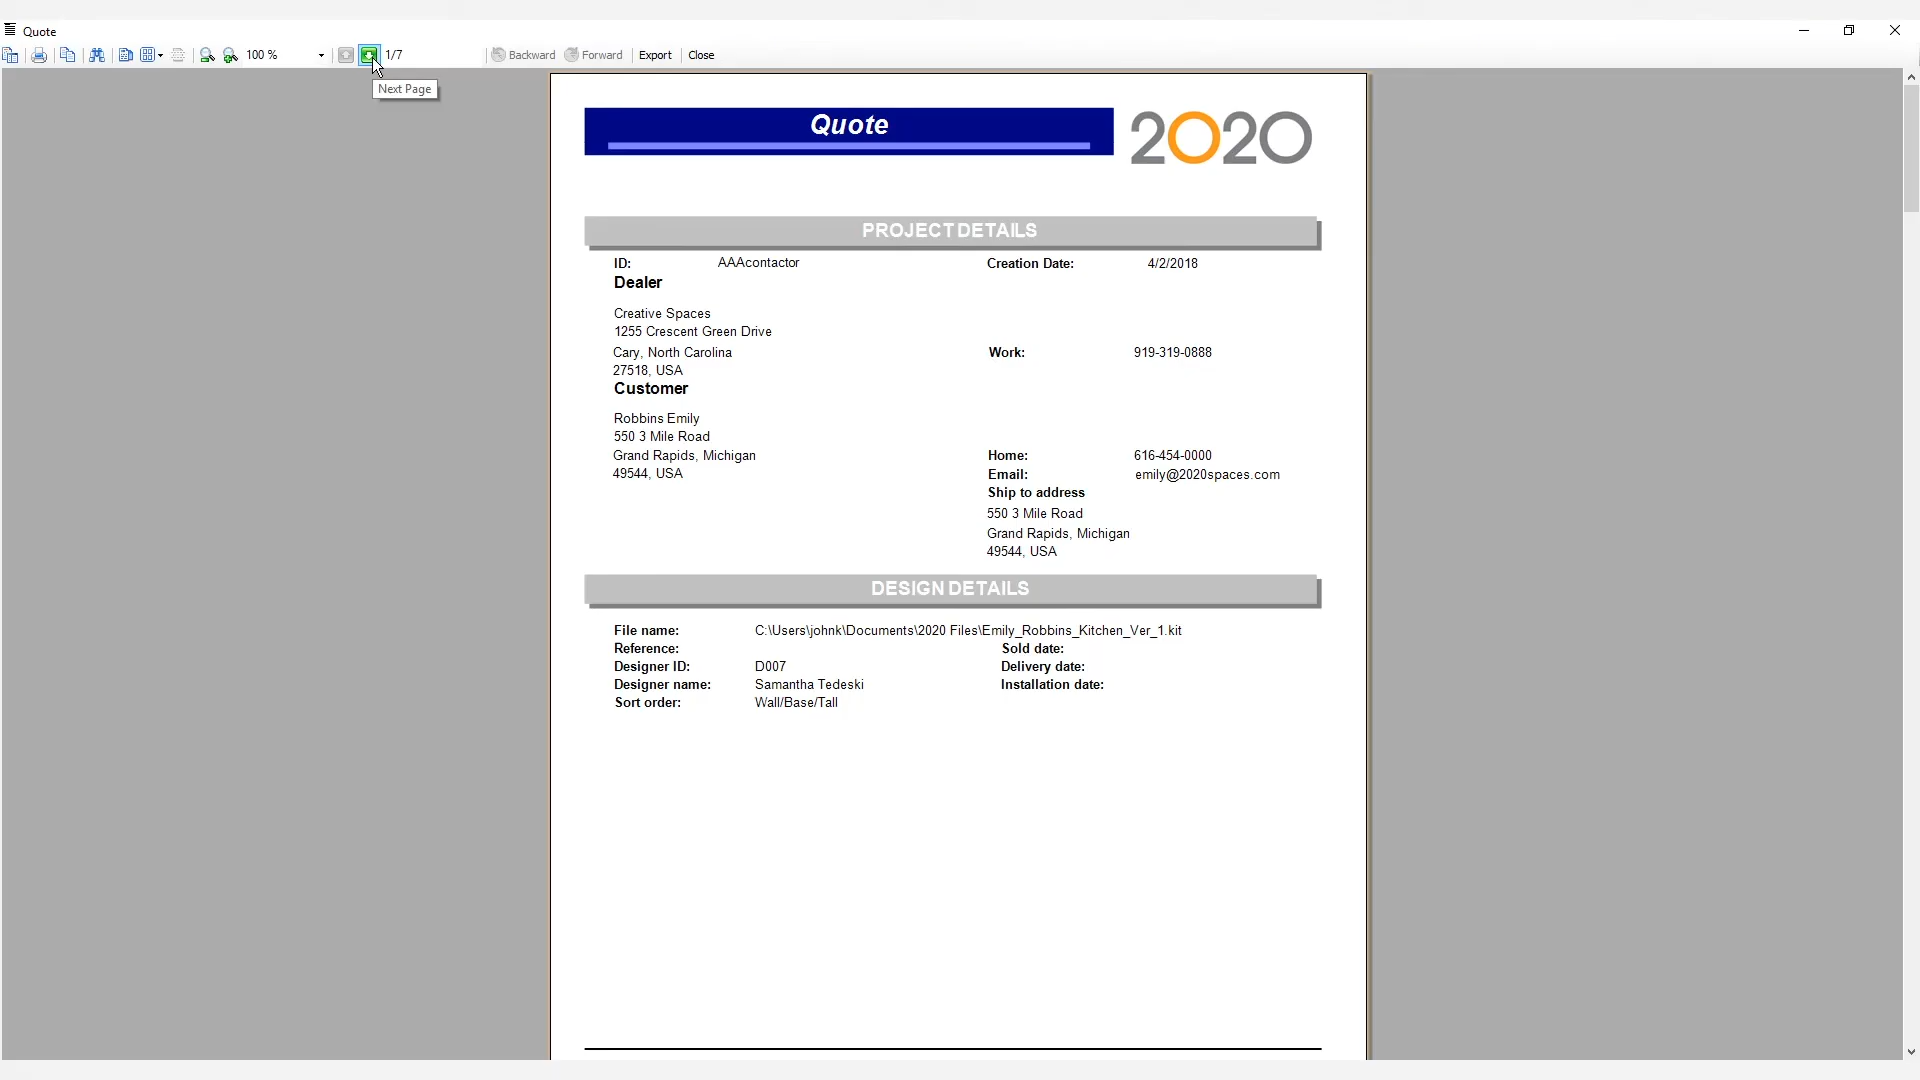 Quote
100 %
1/7
Backward Forward Export Close
Next Page
Quote
2020
PROJECT DETAILS
ID: AAAcontactor Creation Date: 4/2/2018
Dealer
Creative Spaces
1255 Crescent Green Drive
Cary, North Carolina Work: 919-319-0888
27518, USA
Customer
Robbins Emily
550 3 Mile Road
Grand Rapids, Michigan Home: 616-454-0000
49544, USA Email: emily@2020spaces.com
Ship to address
550 3 Mile Road
Grand Rapids, Michigan
49544, USA
DESIGN DETAILS
File name: C:\Users\johnk\Documents\2020 Files\Emily_Robbins_Kitchen_Ver_1.kit
Reference: Sold date:
Designer ID: D007 Delivery date:
Designer name: Samantha Tedeski Installation date:
Sort order: Wall/Base/Tall